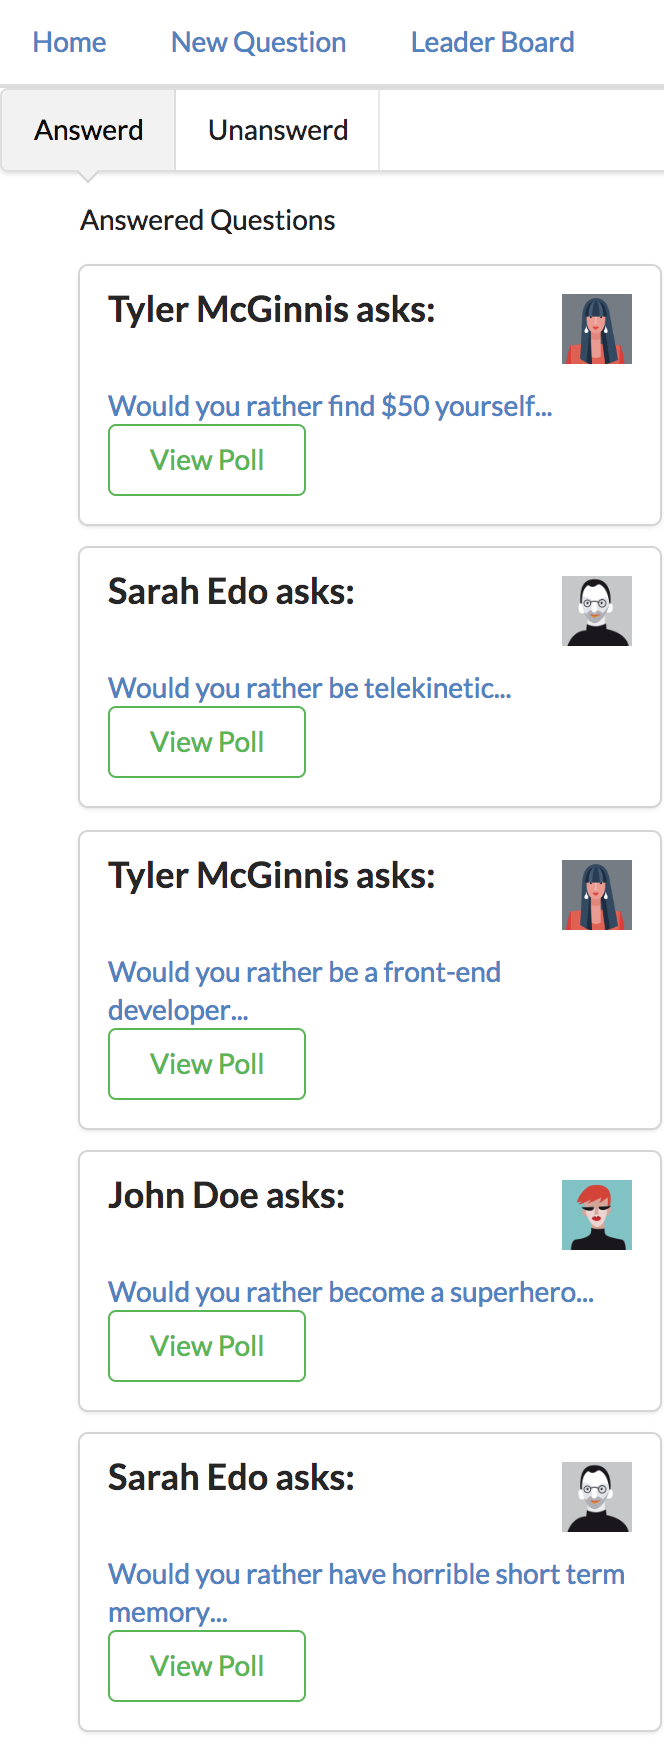 Home New Question Leader Board
Answerd Unanswerd
Answered Questions
Tyler McGinnis asks:
Would you rather find $50 yourself...
View Poll
Sarah Edo asks:
Would you rather be telekinetic...
View Poll
Tyler McGinnis asks:
Would you rather be a front-end
developer...
View Poll
John Doe asks:
Would you rather become a superhero...
View Poll
Sarah Edo asks:
Would you rather have horrible short term
memory...
View Poll